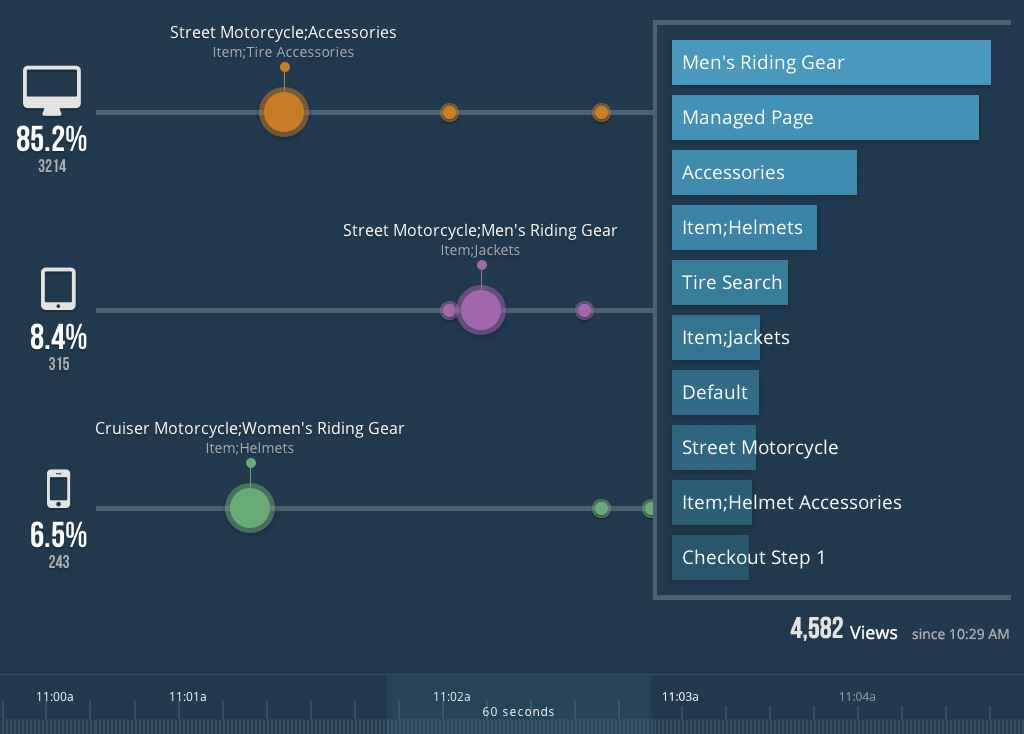 Street Motorcycle;Accessories
Item;Tire Accessories
85.2%
3214
Street Motorcycle;Men's Riding Gear
Item;Jackets
8.4%
315
Cruiser Motorcycle;Women's Riding Gear
Item;Helmets
6.5%
243
Men's Riding Gear
Managed Page
Accessories
Item;Helmets
Tire Search
Item;Jackets
Default
Street Motorcycle
Item;Helmet Accessories
Checkout Step 1
4,582 Views since 10:29 AM
11:00a 11:01a 11:02a 11:03a 11:04a
60 seconds